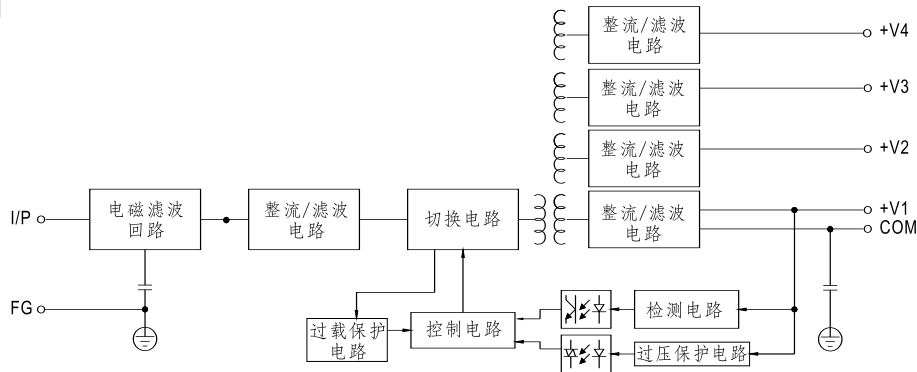 整流/滤波
电路
+V4
整流/滤波
电路
+V3
整流/滤波
电路
+V2
I/P
电磁滤波
回路
整流/滤波
电路
切换电路
整流/滤波
电路
+V1
COM
FG
过载保护
电路
控制电路
检测电路
过压保护电路